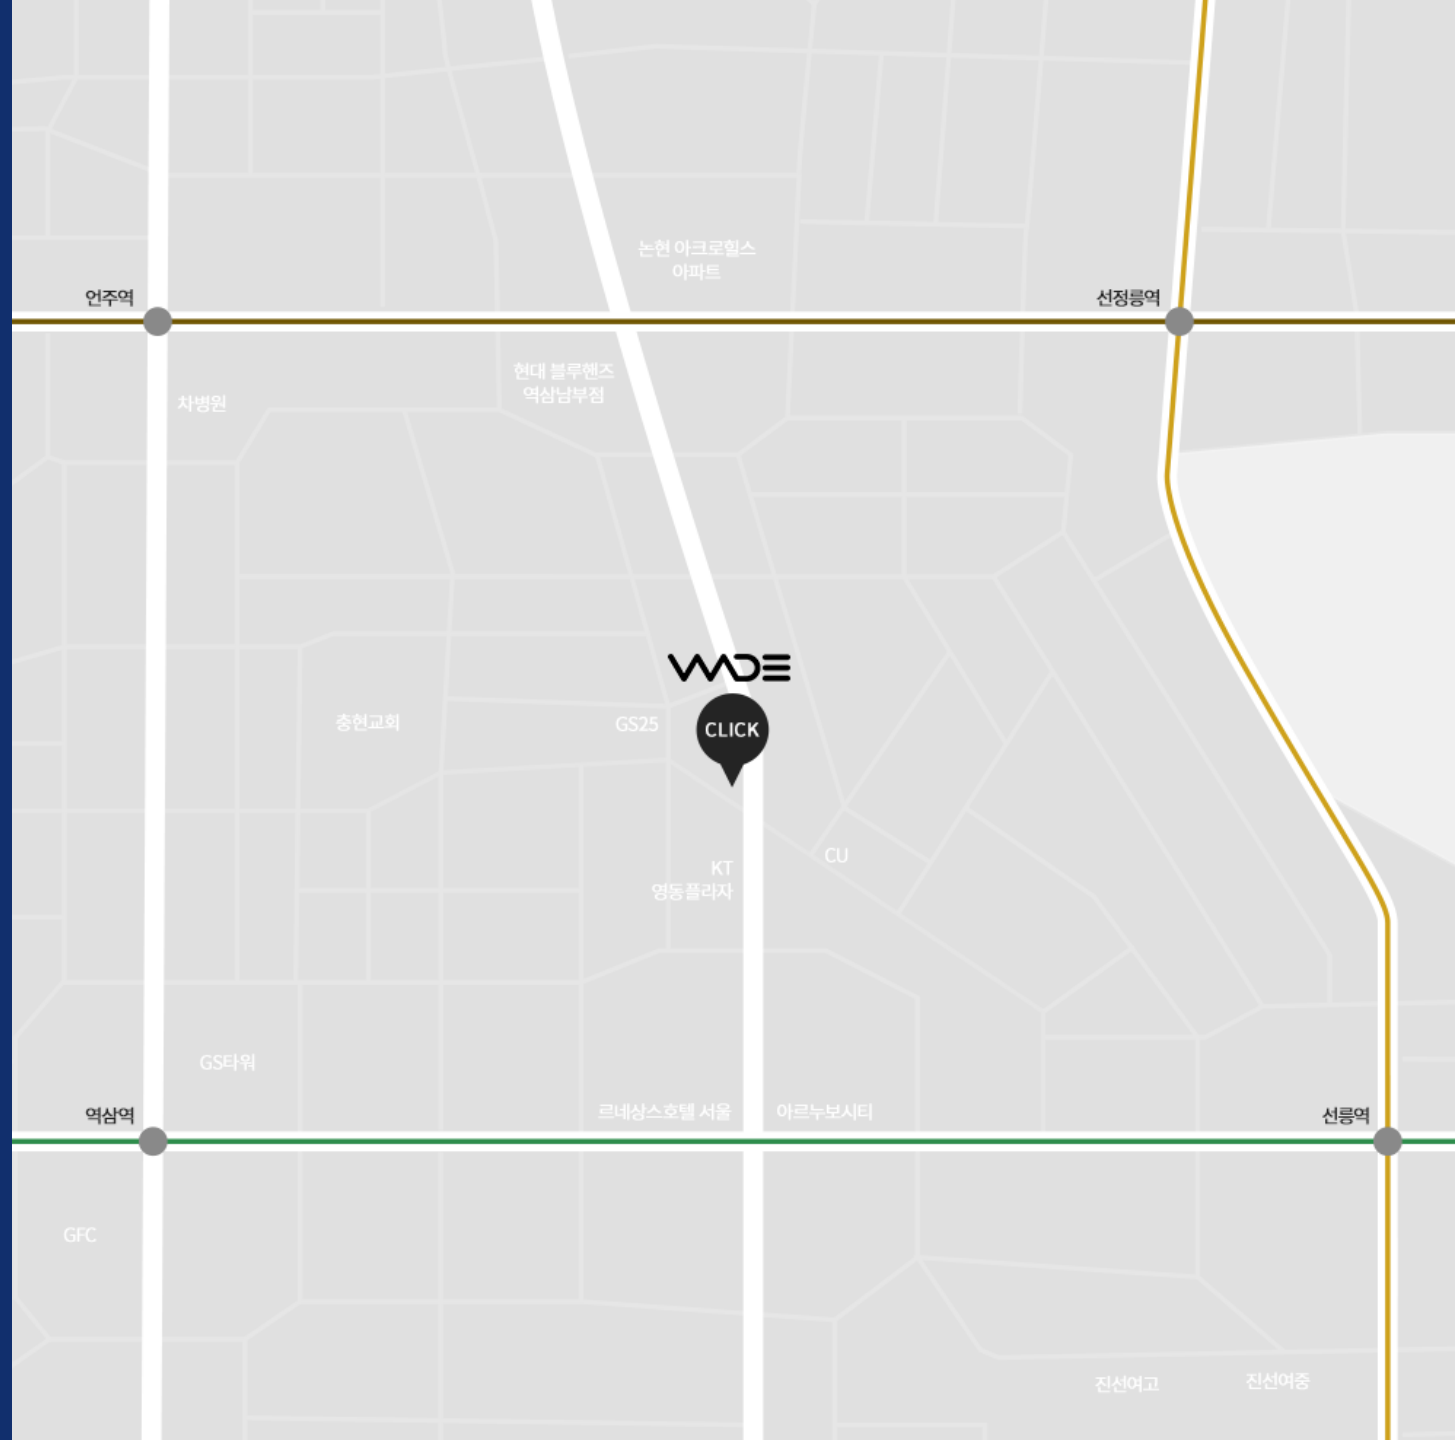 논현 아크로힐스
아파트
언주역
선정릉역
현대 블루핸즈
역삼남부점
차병원
WADE
충현교회
GS25
CLICK
CU
KT
영동플라자
GS타워
르네상스호텔 서울
아르누보시티
역삼역
선릉역
GFC
진선여고
진선여중